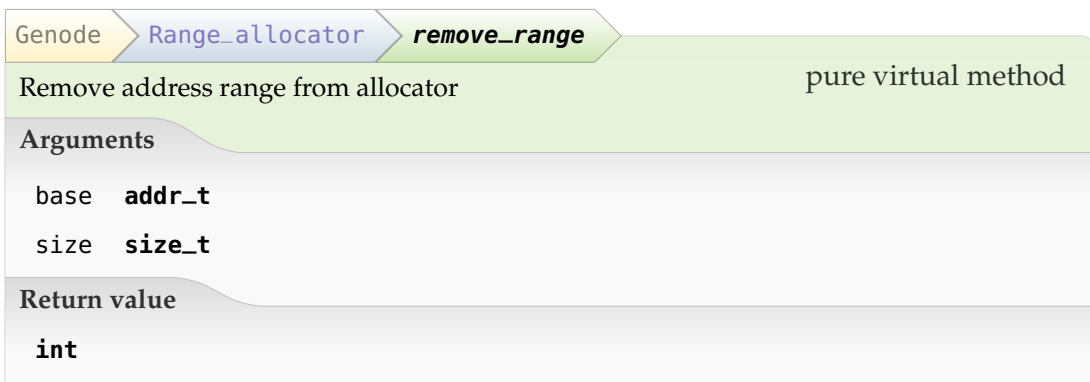 Genode Range_allocator remove_range
Remove address range from allocator pure virtual method
Arguments
base addr_t
size size_t
Return value
int